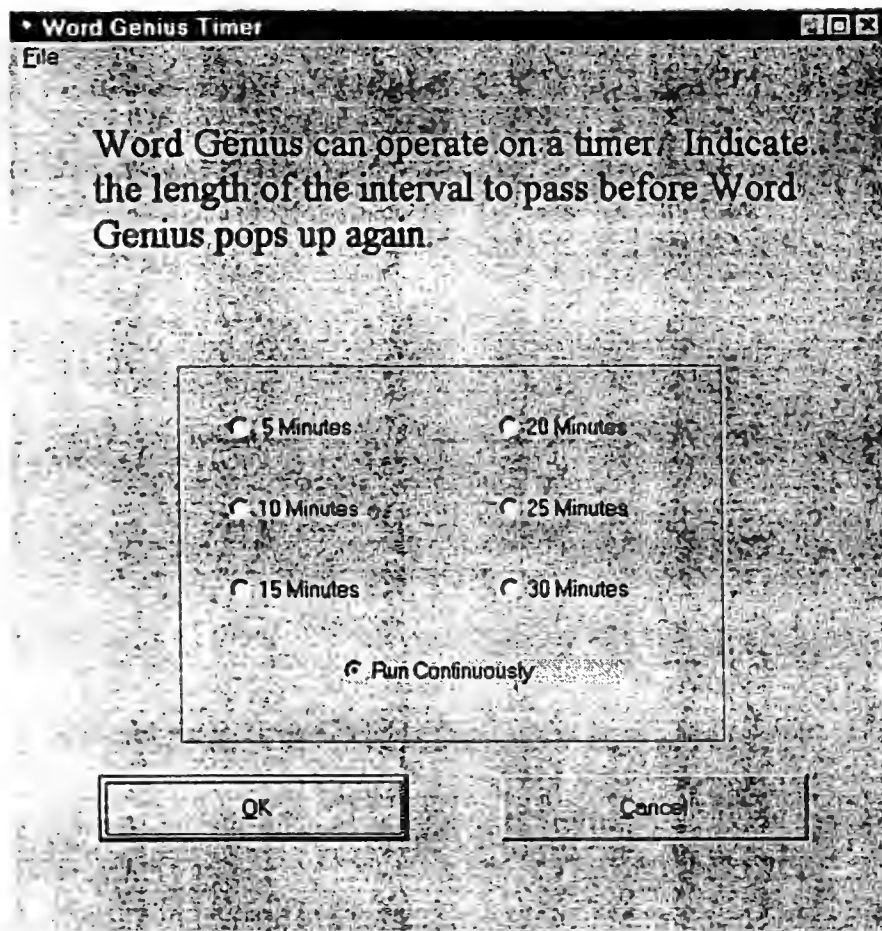 Word Genius Timer
File
Word Genius can operate on a timer. Indicate
the length of the interval to pass before Word
Genius pops up again.
5 Minutes 20 Minutes
10 Minutes 25 Minutes
15 Minutes 30 Minutes
Run Continuously
OK Cancel